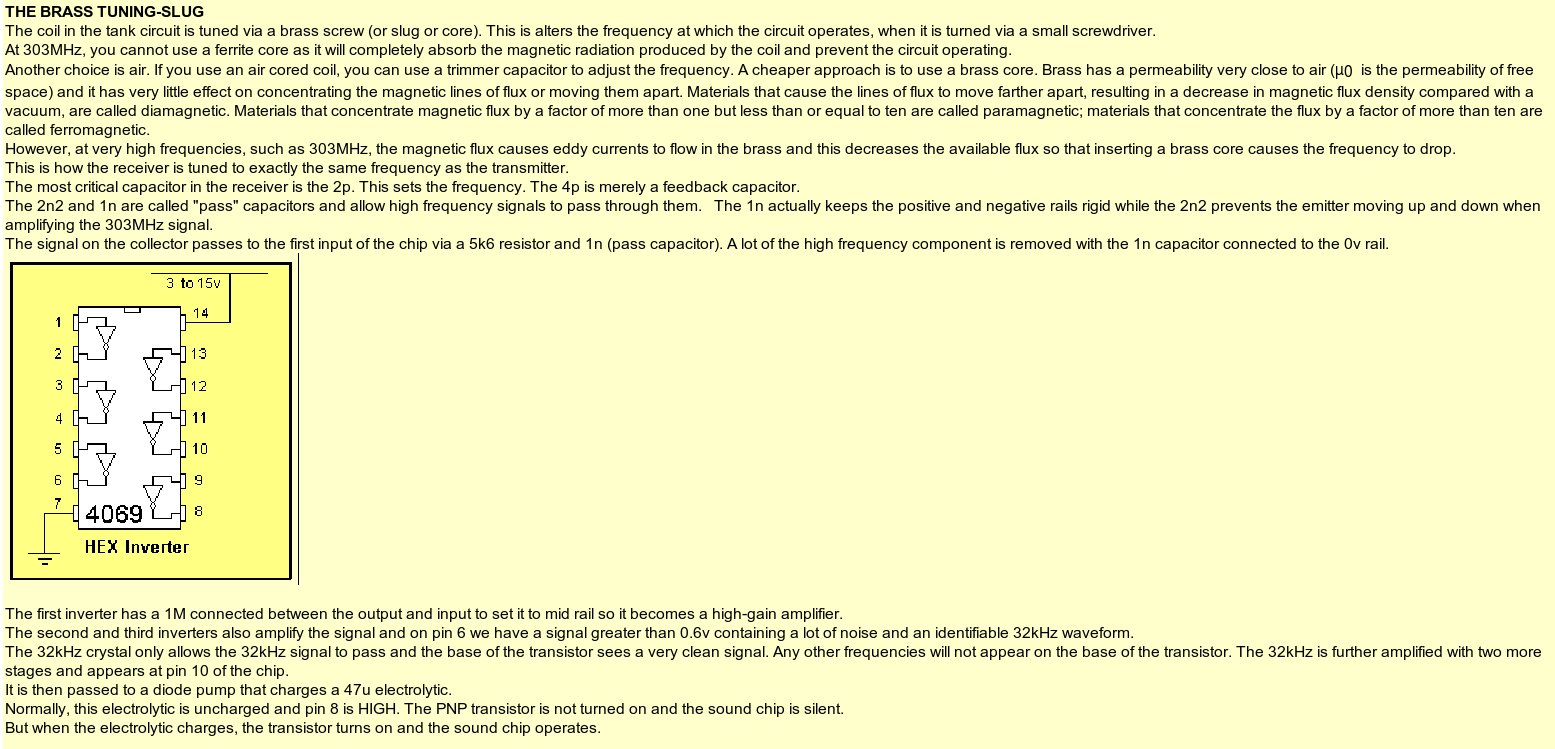 THE BRASS TUNING-SLUG
The coil in the tank circuit is tuned via a brass screw (or slug or core). This is alters the frequency at which the circuit operates, when it is turned via a small screwdriver.
At 303MHz, you cannot use a ferrite core as it will completely absorb the magnetic radiation produced by the coil and prevent the circuit operating.
Another choice is air. If you use an air cored coil, you can use a trimmer capacitor to adjust the frequency. A cheaper approach is to use a brass core. Brass has a permeability very close to air (μ0 is the permeability of free
space) and it has very little effect on concentrating the magnetic lines of flux or moving them apart. Materials that cause the lines of flux to move farther apart, resulting in a decrease in magnetic flux density compared with a
vacuum, are called diamagnetic. Materials that concentrate magnetic flux by a factor of more than one but less than or equal to ten are called paramagnetic; materials that concentrate the flux by a factor of more than ten are
called ferromagnetic.
However, at very high frequencies, such as 303MHz, the magnetic flux causes eddy currents to flow in the brass and this decreases the available flux so that inserting a brass core causes the frequency to drop.
This is how the receiver is tuned to exactly the same frequency as the transmitter.
The most critical capacitor in the receiver is the 2p. This sets the frequency. The 4p is merely a feedback capacitor.
The 2n2 and 1n are called "pass" capacitors and allow high frequency signals to pass through them. The 1n actually keeps the positive and negative rails rigid while the 2n2 prevents the emitter moving up and down when
amplifying the 303MHz signal.
The signal on the collector passes to the first input of the chip via a 5k6 resistor and 1n (pass capacitor). A lot of the high frequency component is removed with the 1n capacitor connected to the 0v rail.
3 to 15v
1 14
2 13
3 12
4 11
5 10
6 9
7 8
4069
HEX Inverter
The first inverter has a 1M connected between the output and input to set it to mid rail so it becomes a high-gain amplifier.
The second and third inverters also amplify the signal and on pin 6 we have a signal greater than 0.6v containing a lot of noise and an identifiable 32kHz waveform.
The 32kHz crystal only allows the 32kHz signal to pass and the base of the transistor sees a very clean signal. Any other frequencies will not appear on the base of the transistor. The 32kHz is further amplified with two more
stages and appears at pin 10 of the chip.
It is then passed to a diode pump that charges a 47u electrolytic.
Normally, this electrolytic is uncharged and pin 8 is HIGH. The PNP transistor is not turned on and the sound chip is silent.
But when the electrolytic charges, the transistor turns on and the sound chip operates.